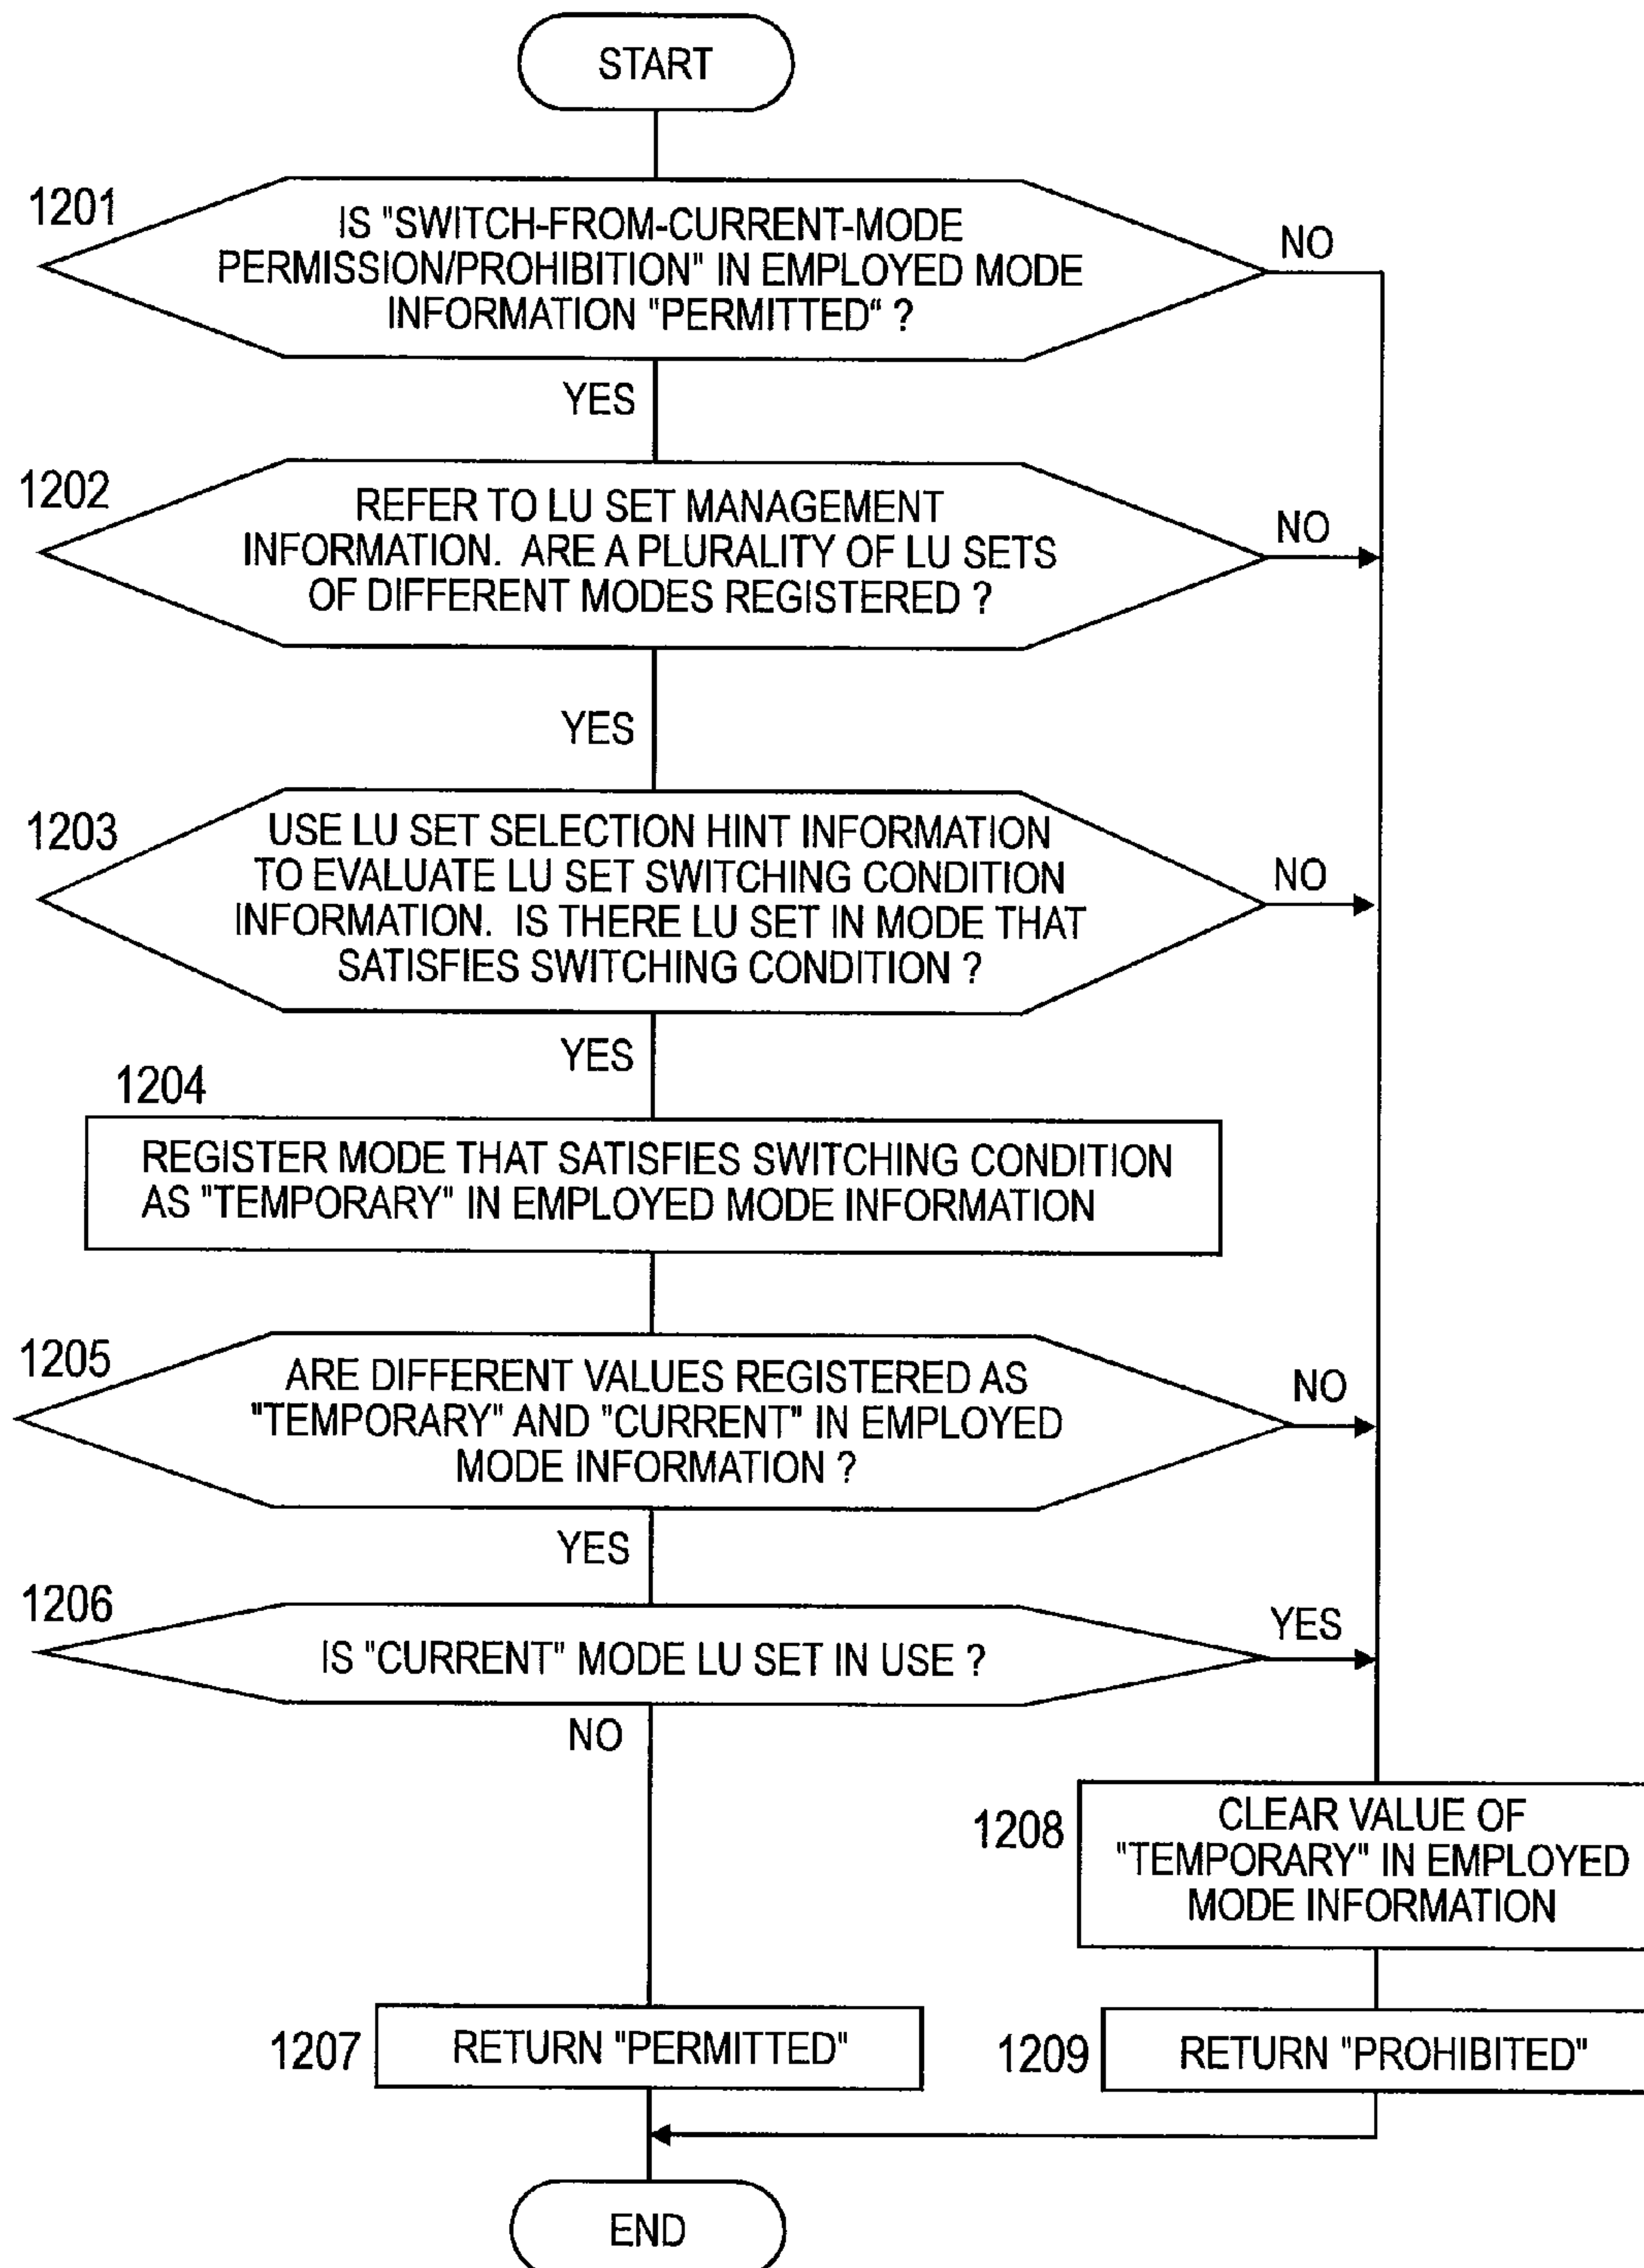 START
1201
IS "SWITCH-FROM-CURRENT-MODE
PERMISSION/PROHIBITION" IN EMPLOYED MODE
INFORMATION "PERMITTED" ?
NO
YES
1202
REFER TO LU SET MANAGEMENT
INFORMATION. ARE A PLURALITY OF LU SETS
OF DIFFERENT MODES REGISTERED ?
NO
YES
1203
USE LU SET SELECTION HINT INFORMATION
TO EVALUATE LU SET SWITCHING CONDITION
INFORMATION. IS THERE LU SET IN MODE THAT
SATISFIES SWITCHING CONDITION ?
NO
YES
1204
REGISTER MODE THAT SATISFIES SWITCHING CONDITION
AS "TEMPORARY" IN EMPLOYED MODE INFORMATION
1205
ARE DIFFERENT VALUES REGISTERED AS
"TEMPORARY" AND "CURRENT" IN EMPLOYED
MODE INFORMATION ?
NO
YES
1206
IS "CURRENT" MODE LU SET IN USE ?
YES
NO
1208
CLEAR VALUE OF
"TEMPORARY" IN EMPLOYED
MODE INFORMATION
1207
RETURN "PERMITTED"
1209
RETURN "PROHIBITED"
END